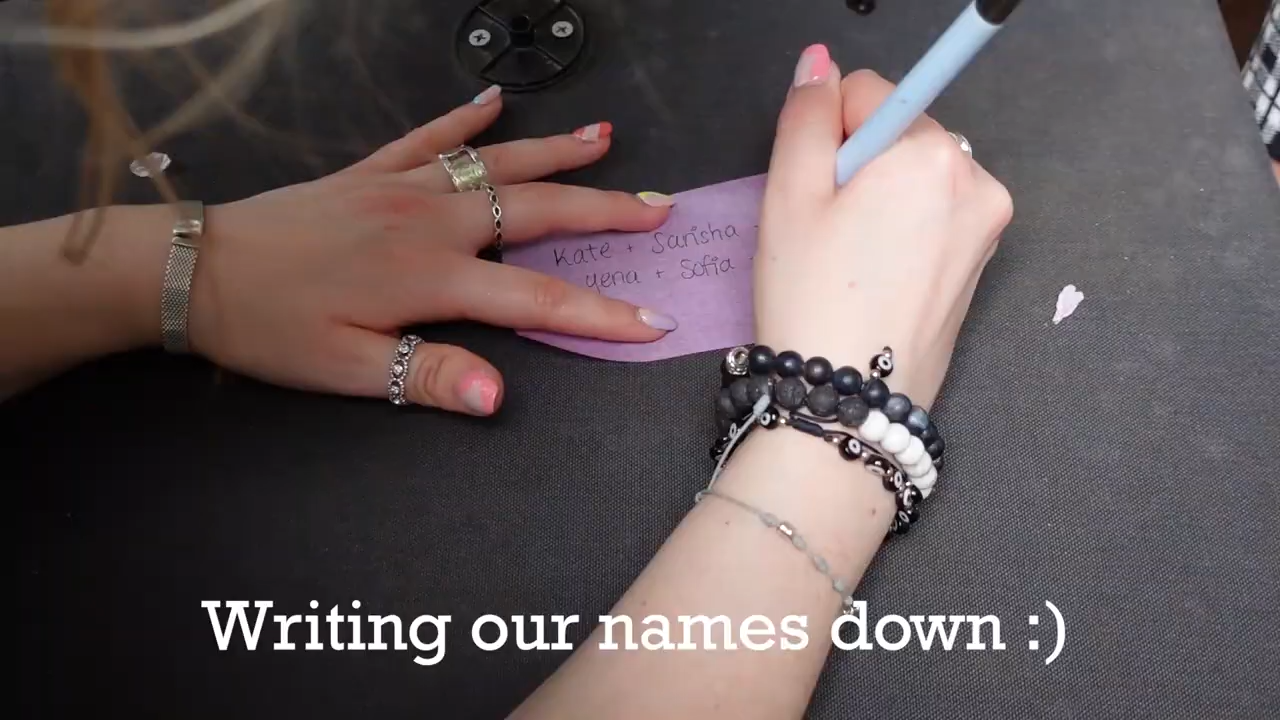 Kate + Sarisha
yena + Sofia
Writing our names down :)